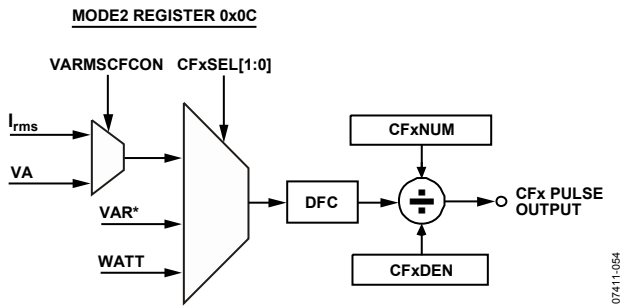 MODE2 REGISTER 0x0C
VARMSCFCON CFxSEL[1:0]
Irms
VA
VAR*
WATT
DFC
CFxNUM
÷
CFxDEN
CFx PULSE
OUTPUT
07411-054